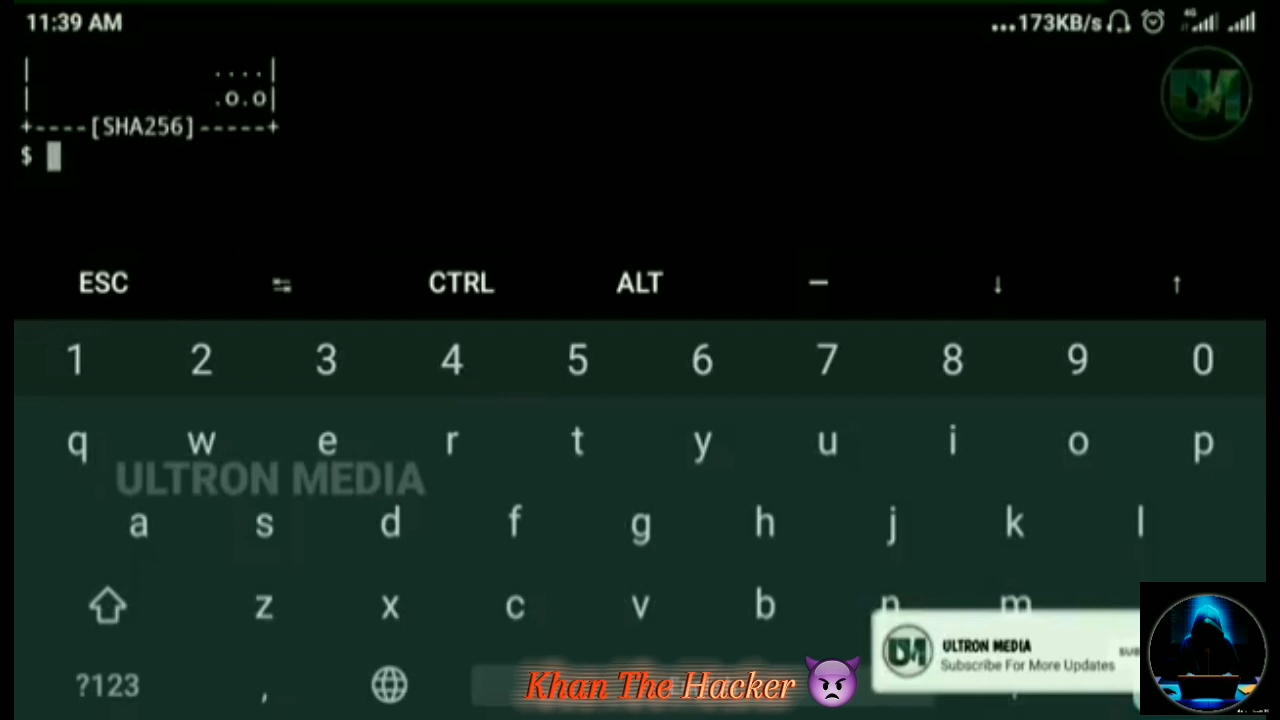 11:39 AM ...173KB/s 4G
| ....|
| .o.o|
+----[SHA256]-----+
$
ESC CTRL ALT — ↓ ↑
1 2 3 4 5 6 7 8 9 0
q w e r t y u i o p
ULTRON MEDIA
a s d f g h j k l
z x c v b n m
ULTRON MEDIA
Subscribe For More Updates
?123 ,
Khan The Hacker